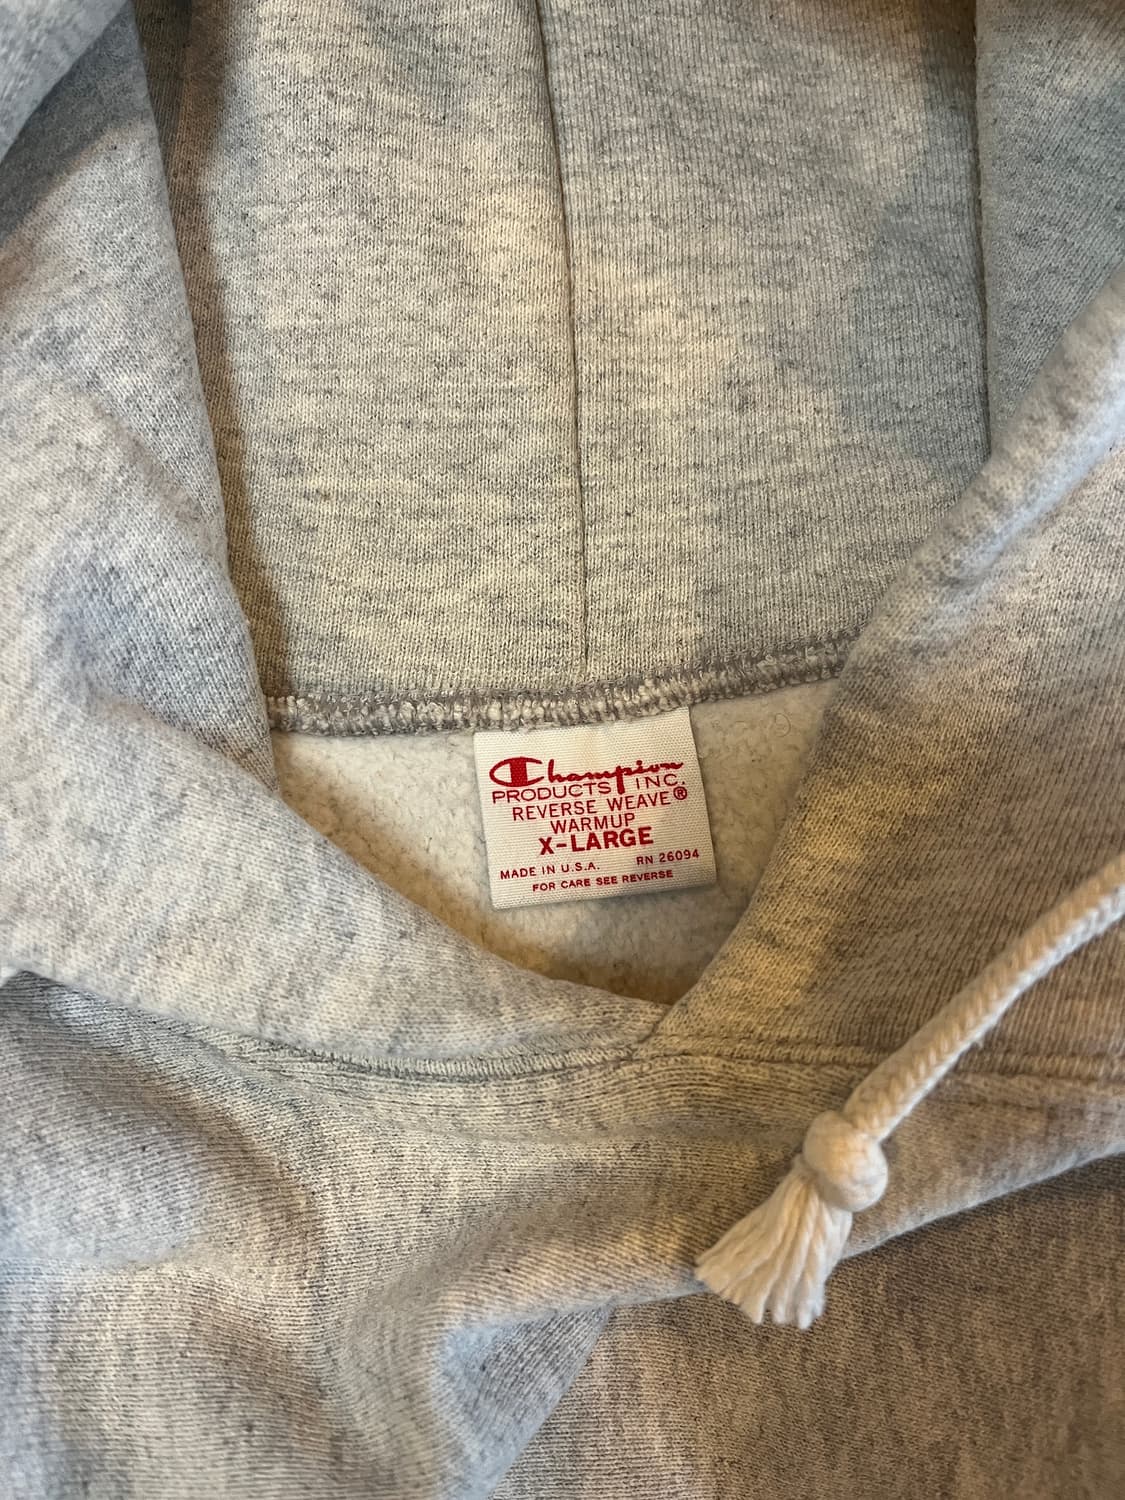 Champion
PRODUCTS INC.
REVERSE WEAVE®
WARMUP
X-LARGE
MADE IN U.S.A. RN 26094
FOR CARE SEE REVERSE